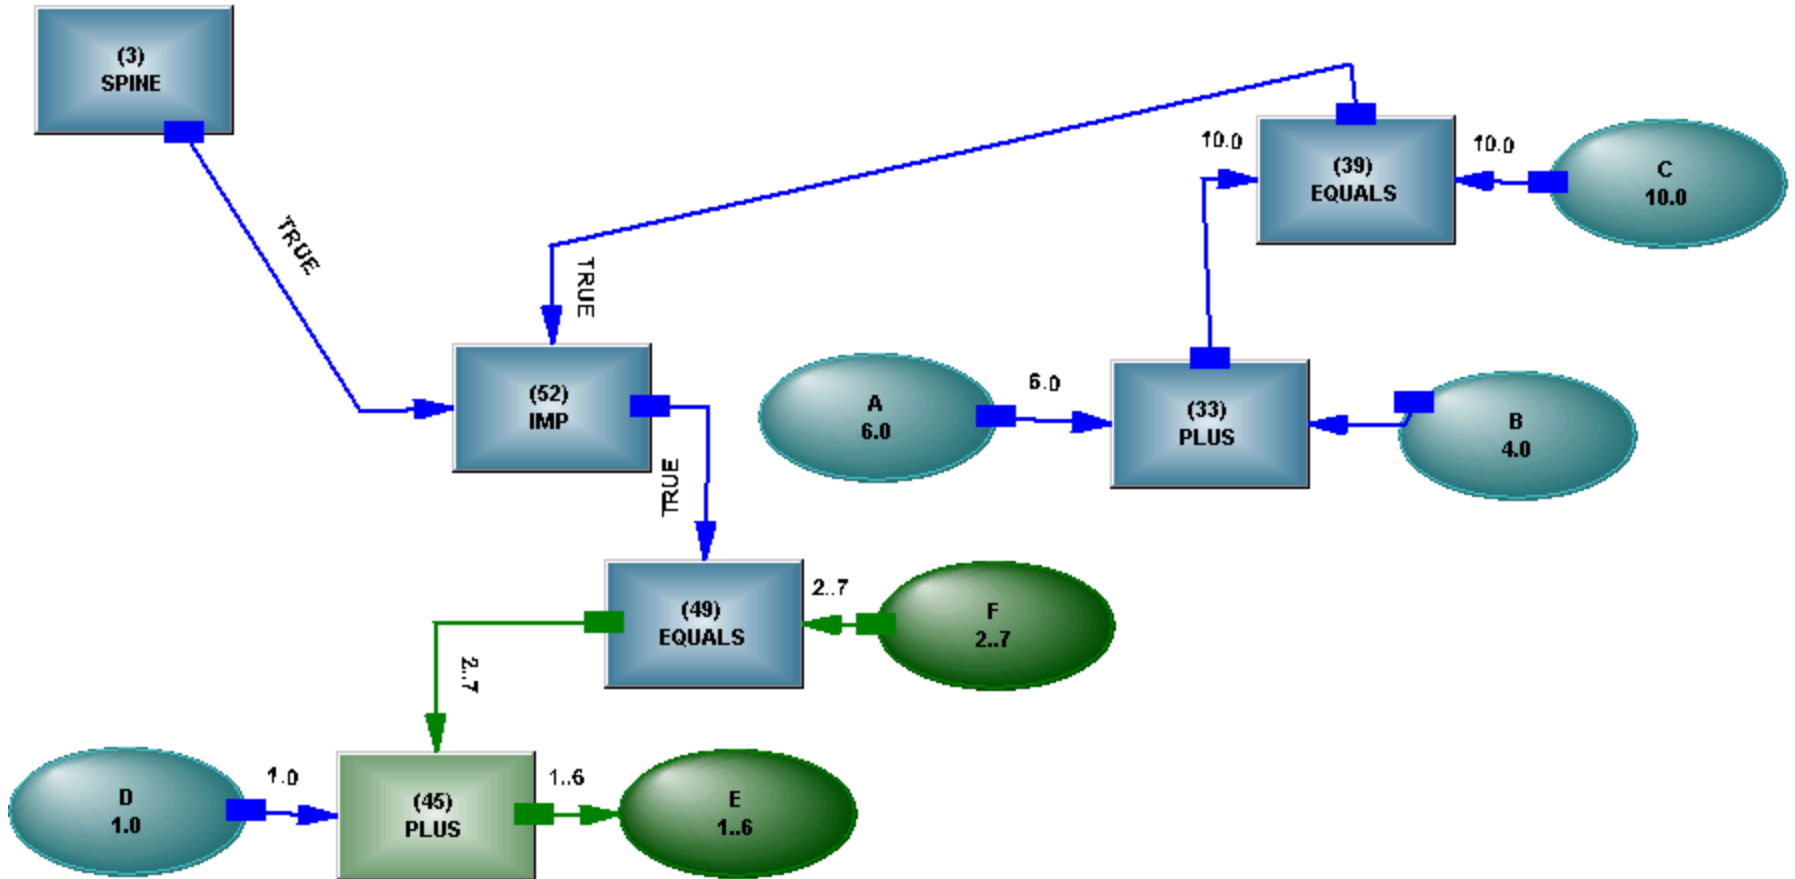 (3)
SPINE
TRUE
TRUE
10.0
(39)
EQUALS
10.0
C
10.0
(52)
IMP
A
6.0
6.0
(33)
PLUS
B
4.0
TRUE
(49)
EQUALS
2..7
F
2..7
2..7
D
1.0
1.0
(45)
PLUS
1..6
E
1..6